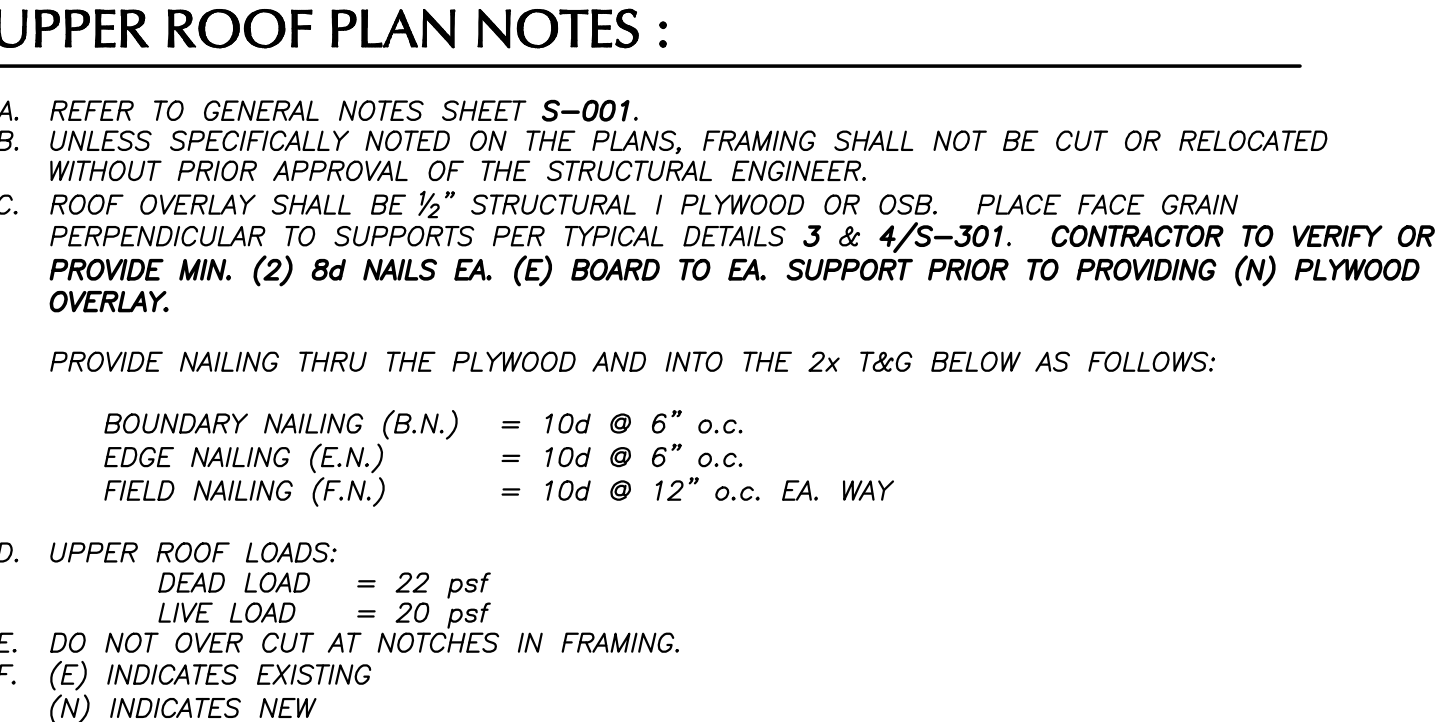 UPPER ROOF PLAN NOTES :
A. REFER TO GENERAL NOTES SHEET S-001.
B. UNLESS SPECIFICALLY NOTED ON THE PLANS, FRAMING SHALL NOT BE CUT OR RELOCATED
WITHOUT PRIOR APPROVAL OF THE STRUCTURAL ENGINEER.
C. ROOF OVERLAY SHALL BE ½" STRUCTURAL I PLYWOOD OR OSB. PLACE FACE GRAIN
PERPENDICULAR TO SUPPORTS PER TYPICAL DETAILS 3 & 4/S-301. CONTRACTOR TO VERIFY OR
PROVIDE MIN. (2) 8d NAILS EA. (E) BOARD TO EA. SUPPORT PRIOR TO PROVIDING (N) PLYWOOD
OVERLAY.
PROVIDE NAILING THRU THE PLYWOOD AND INTO THE 2x T&G BELOW AS FOLLOWS:
BOUNDARY NAILING (B.N.) = 10d @ 6" o.c.
EDGE NAILING (E.N.) = 10d @ 6" o.c.
FIELD NAILING (F.N.) = 10d @ 12" o.c. EA. WAY
D. UPPER ROOF LOADS:
DEAD LOAD = 22 psf
LIVE LOAD = 20 psf
E. DO NOT OVER CUT AT NOTCHES IN FRAMING.
F. (E) INDICATES EXISTING
(N) INDICATES NEW